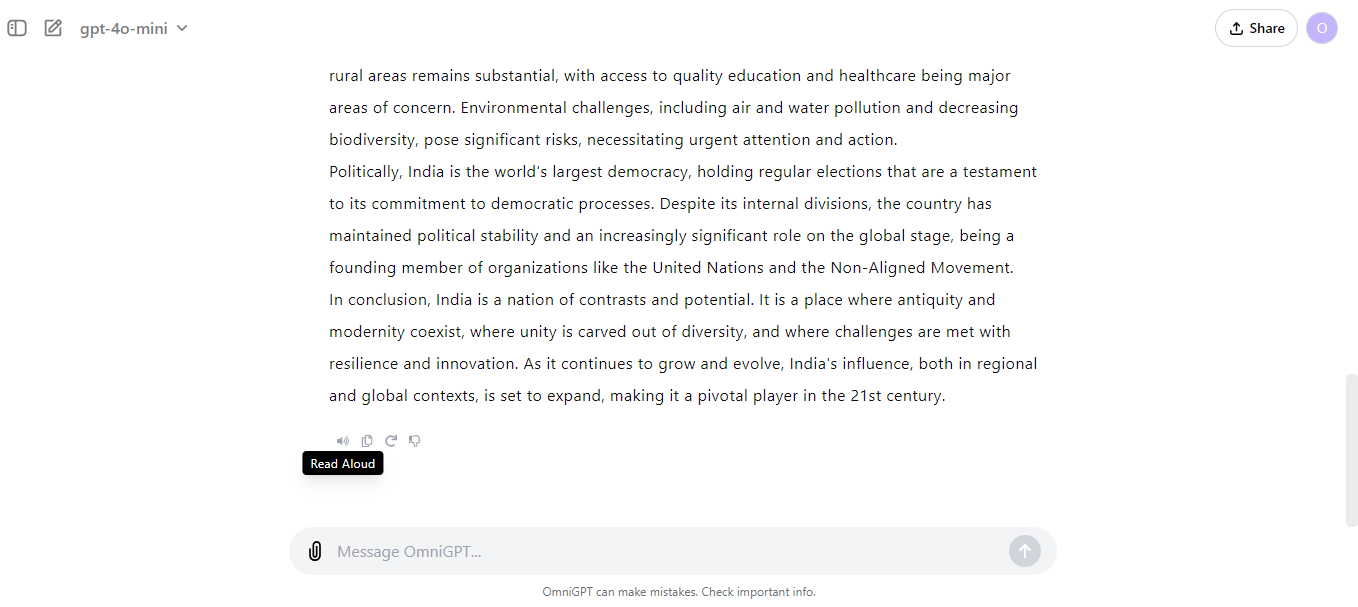 gpt-4o-mini
Share
O
rural areas remains substantial, with access to quality education and healthcare being major
areas of concern. Environmental challenges, including air and water pollution and decreasing
biodiversity, pose significant risks, necessitating urgent attention and action.
Politically, India is the world's largest democracy, holding regular elections that are a testament
to its commitment to democratic processes. Despite its internal divisions, the country has
maintained political stability and an increasingly significant role on the global stage, being a
founding member of organizations like the United Nations and the Non-Aligned Movement.
In conclusion, India is a nation of contrasts and potential. It is a place where antiquity and
modernity coexist, where unity is carved out of diversity, and where challenges are met with
resilience and innovation. As it continues to grow and evolve, India's influence, both in regional
and global contexts, is set to expand, making it a pivotal player in the 21st century.
Read Aloud
Message OmniGPT...
OmniGPT can make mistakes. Check important info.